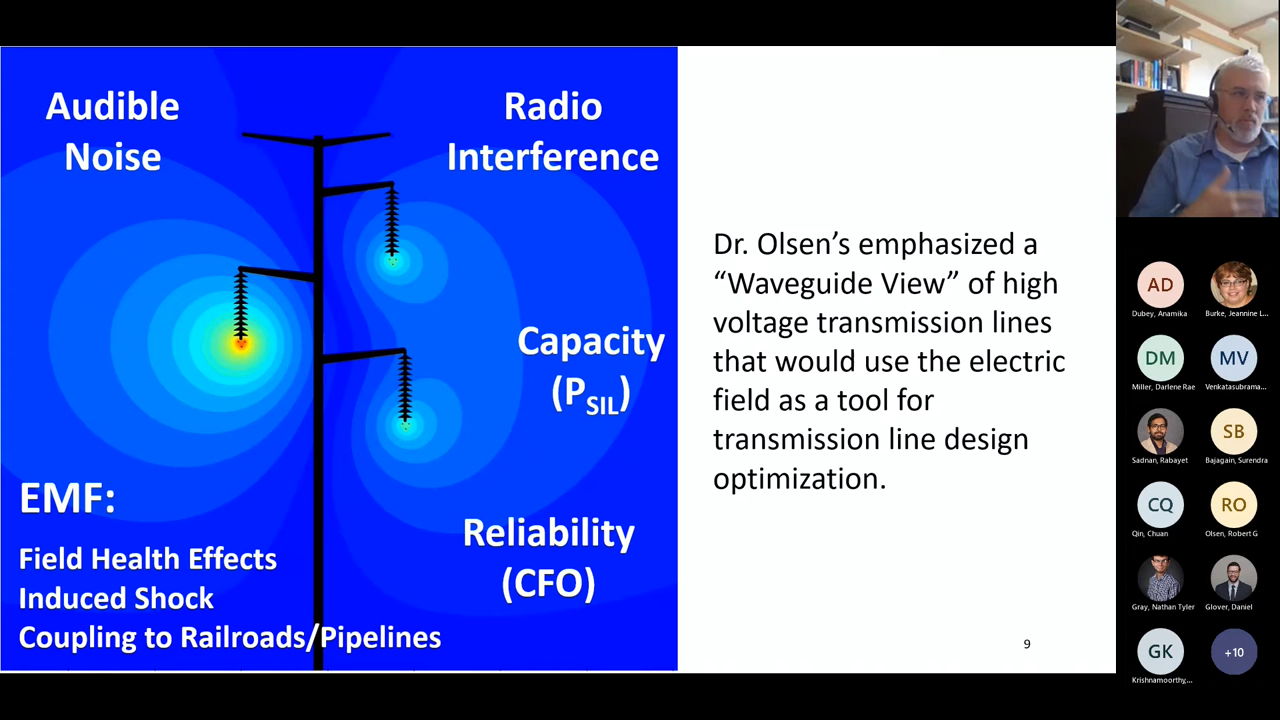 Audible
Noise
Radio
Interference
Capacity
(PSIL)
EMF:
Field Health Effects
Induced Shock
Coupling to Railroads/Pipelines
Reliability
(CFO)
Dr. Olsen’s emphasized a
“Waveguide View” of high
voltage transmission lines
that would use the electric
field as a tool for
transmission line design
optimization.
9
AD
Dubey, Anamika
Burke, Jeannine L...
DM
Miller, Darlene Rae
MV
Venkatasubrama...
Sadnan, Rabayet
SB
Bajagain, Surendra
CQ
Qin, Chuan
RO
Olsen, Robert G
Gray, Nathan Tyler
Glover, Daniel
GK
Krishnamoorthy,...
+10